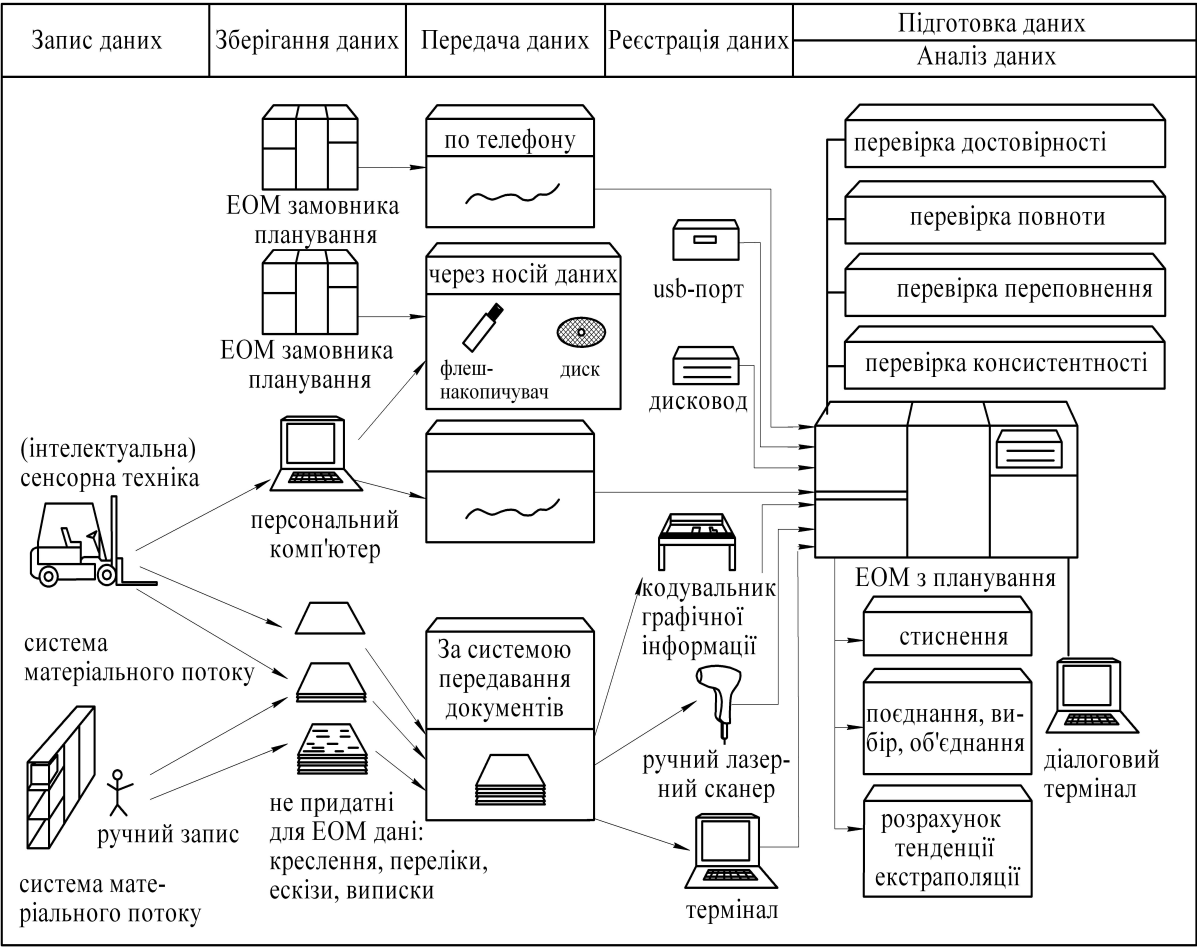 Запис даних
Зберігання даних
Передача даних
Реєстрація даних
Підготовка даних
Аналіз даних
(інтелектуальна)
сенсорна техніка
система
матеріального потоку
ручний запис
система мате-
ріального потоку
ЕОМ замовника
планування
ЕОМ замовника
планування
персональний
комп'ютер
не придатні
для ЕОМ дані:
креслення, переліки,
ескізи, виписки
по телефону
через носій даних
флеш-
накопичувач
диск
За системою
передавання
документів
usb-порт
дисковод
кодувальник
графічної
інформації
ручний лазер-
ний сканер
термінал
перевірка достовірності
перевірка повноти
перевірка переповнення
перевірка консистентності
ЕОМ з планування
стиснення
поєднання, ви-
бір, об'єднання
розрахунок
тенденції
екстраполяції
діалоговий
термінал